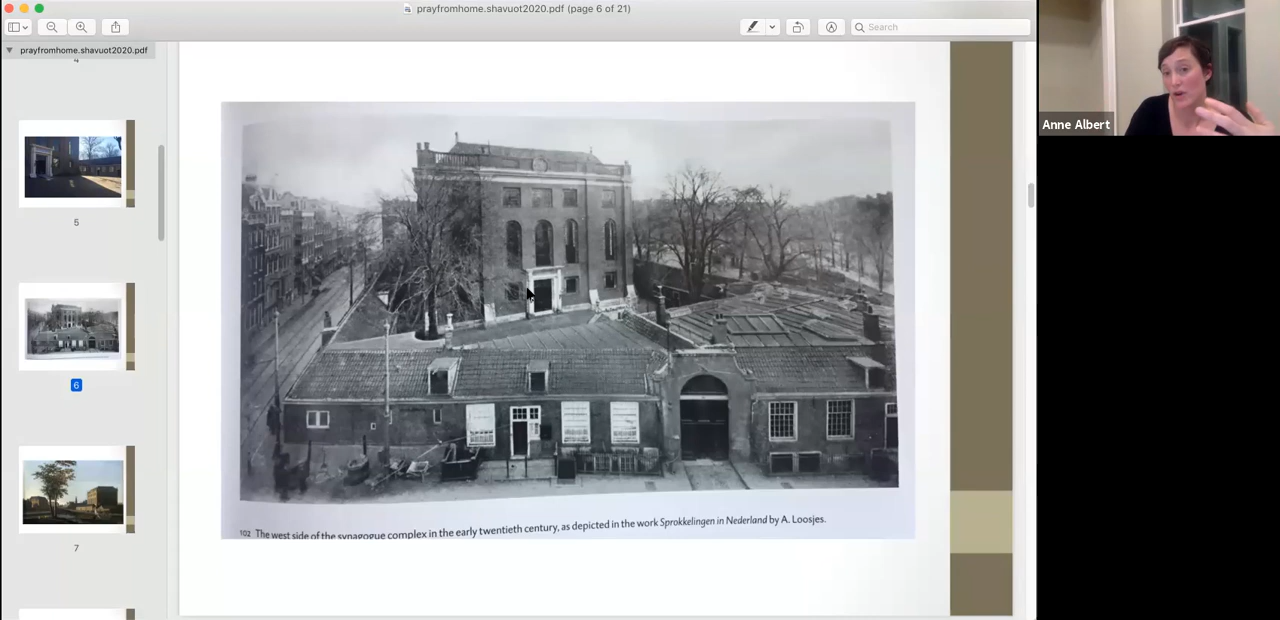 prayfromhome.shavuot2020.pdf (page 6 of 21)
Search
prayfromhome.shavuot2020.pdf
4
5
6
7
102 The west side of the synagogue complex in the early twentieth century, as depicted in the work Sprokkelingen in Nederland by A. Loosjes.
Anne Albert